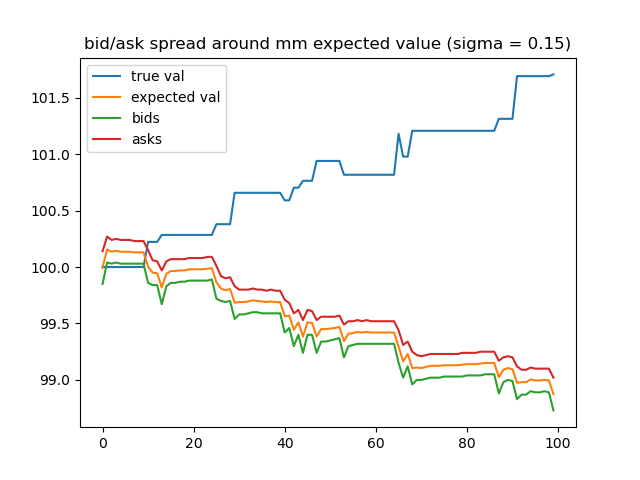 bid/ask spread around mm expected value (sigma = 0.15)
true val
expected val
bids
asks
101.5
101.0
100.5
100.0
99.5
99.0
0 20 40 60 80 100